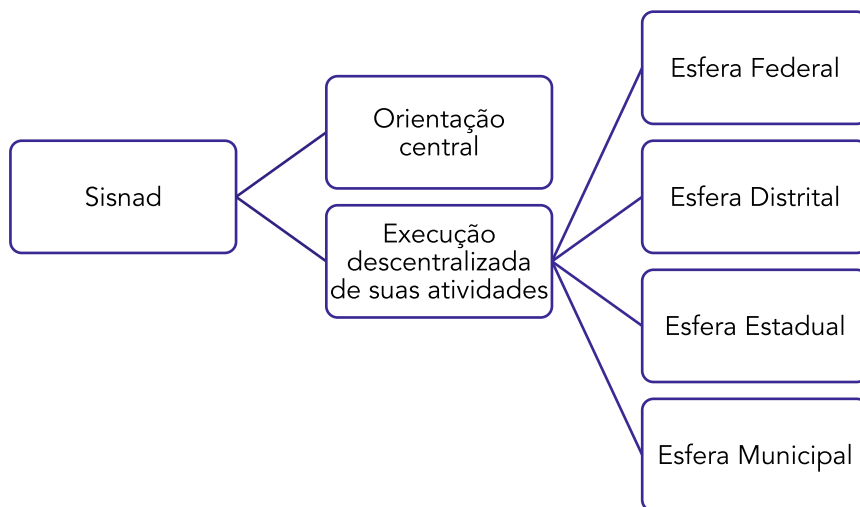 Sisnad
Orientação
central
Execução
descentralizada
de suas atividades
Esfera Federal
Esfera Distrital
Esfera Estadual
Esfera Municipal